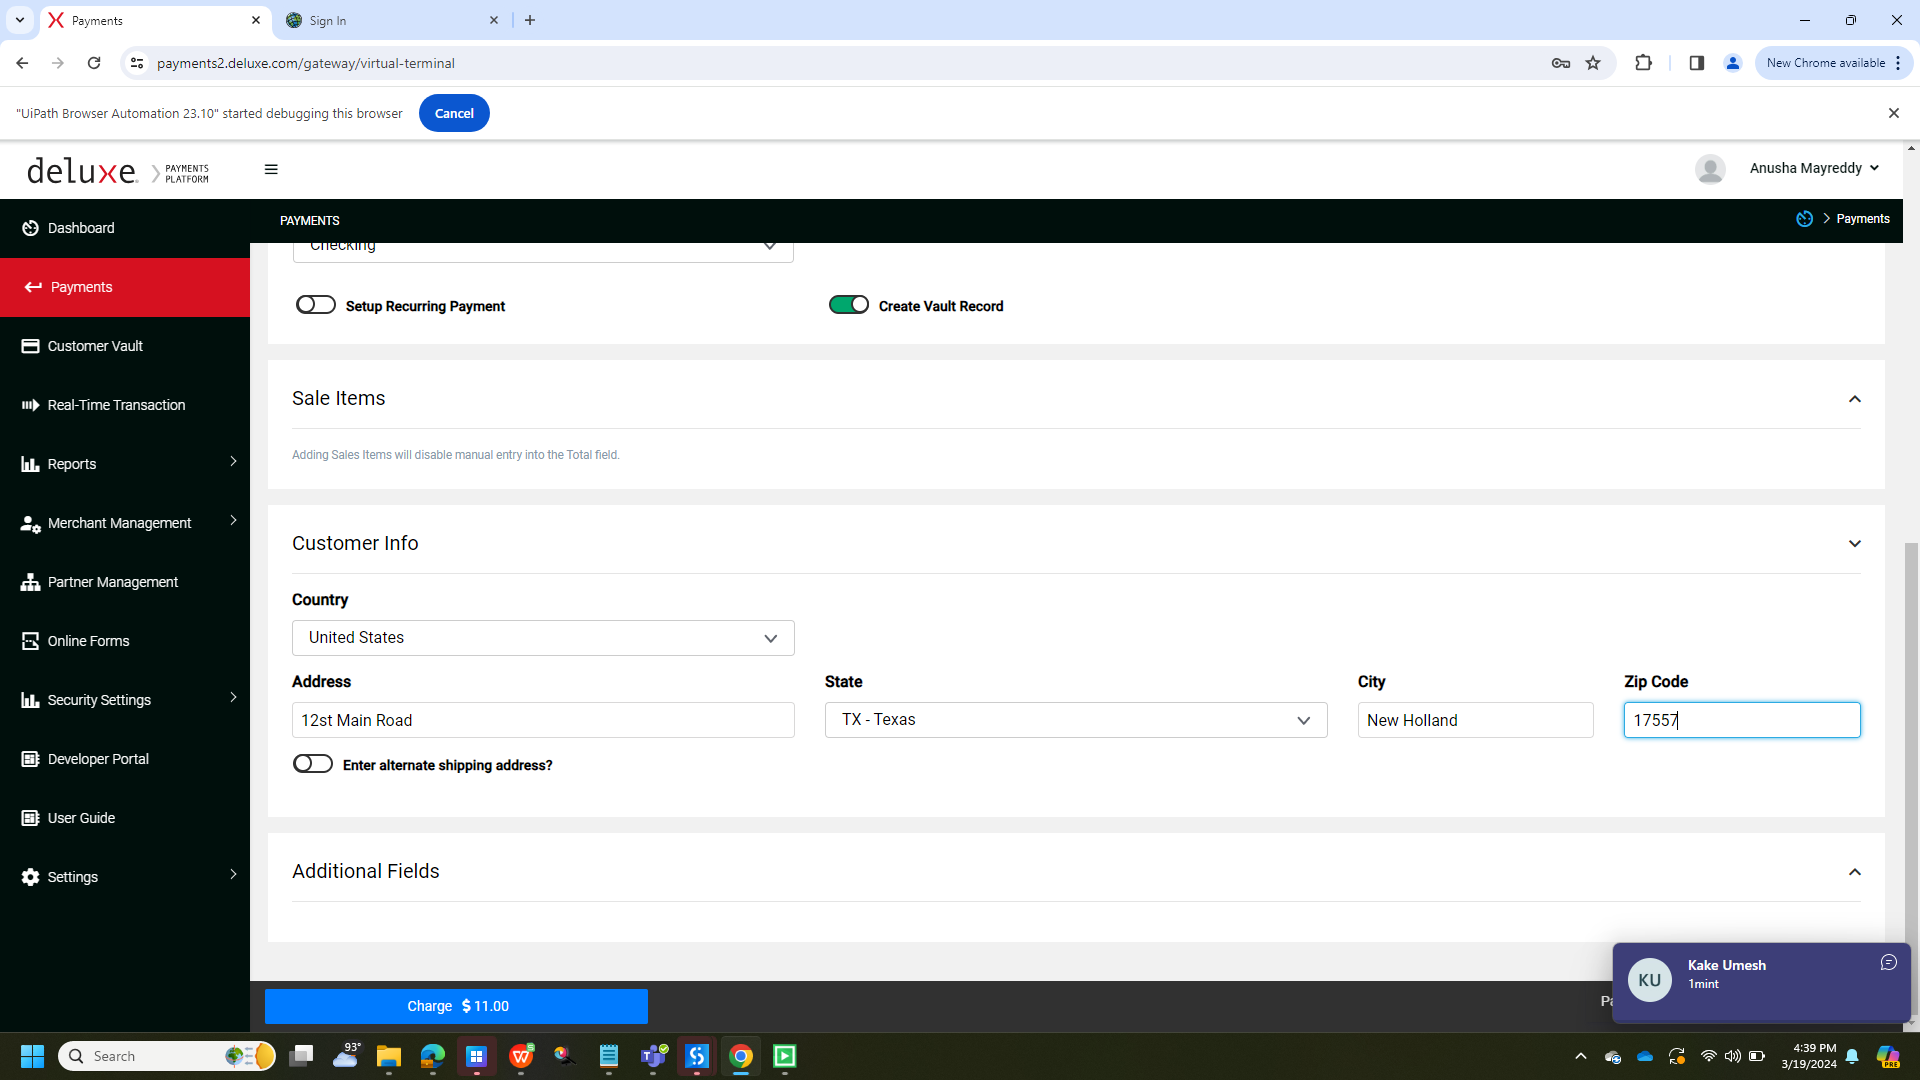 Payments
Sign In
payments2.deluxe.com/gateway/virtual-terminal
New Chrome available
"UiPath Browser Automation 23.10" started debugging this browser
Cancel
deluxe. PAYMENTS PLATFORM
Anusha Mayreddy
Dashboard
PAYMENTS
Payments
Payments
Checking
Setup Recurring Payment
Create Vault Record
Customer Vault
Sale Items
Real-Time Transaction
Adding Sales Items will disable manual entry into the Total field.
Reports
Merchant Management
Customer Info
Partner Management
Country
United States
Online Forms
Address
State
City
Zip Code
Security Settings
12st Main Road
TX - Texas
New Holland
17557
Developer Portal
Enter alternate shipping address?
User Guide
Additional Fields
Settings
Kake Umesh
KU
1mint
Charge $ 11.00
Search
93°
4:39 PM
3/19/2024
PRE